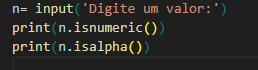 n= input('Digite um valor:')
print(n.isnumeric())
print(n.isalpha())